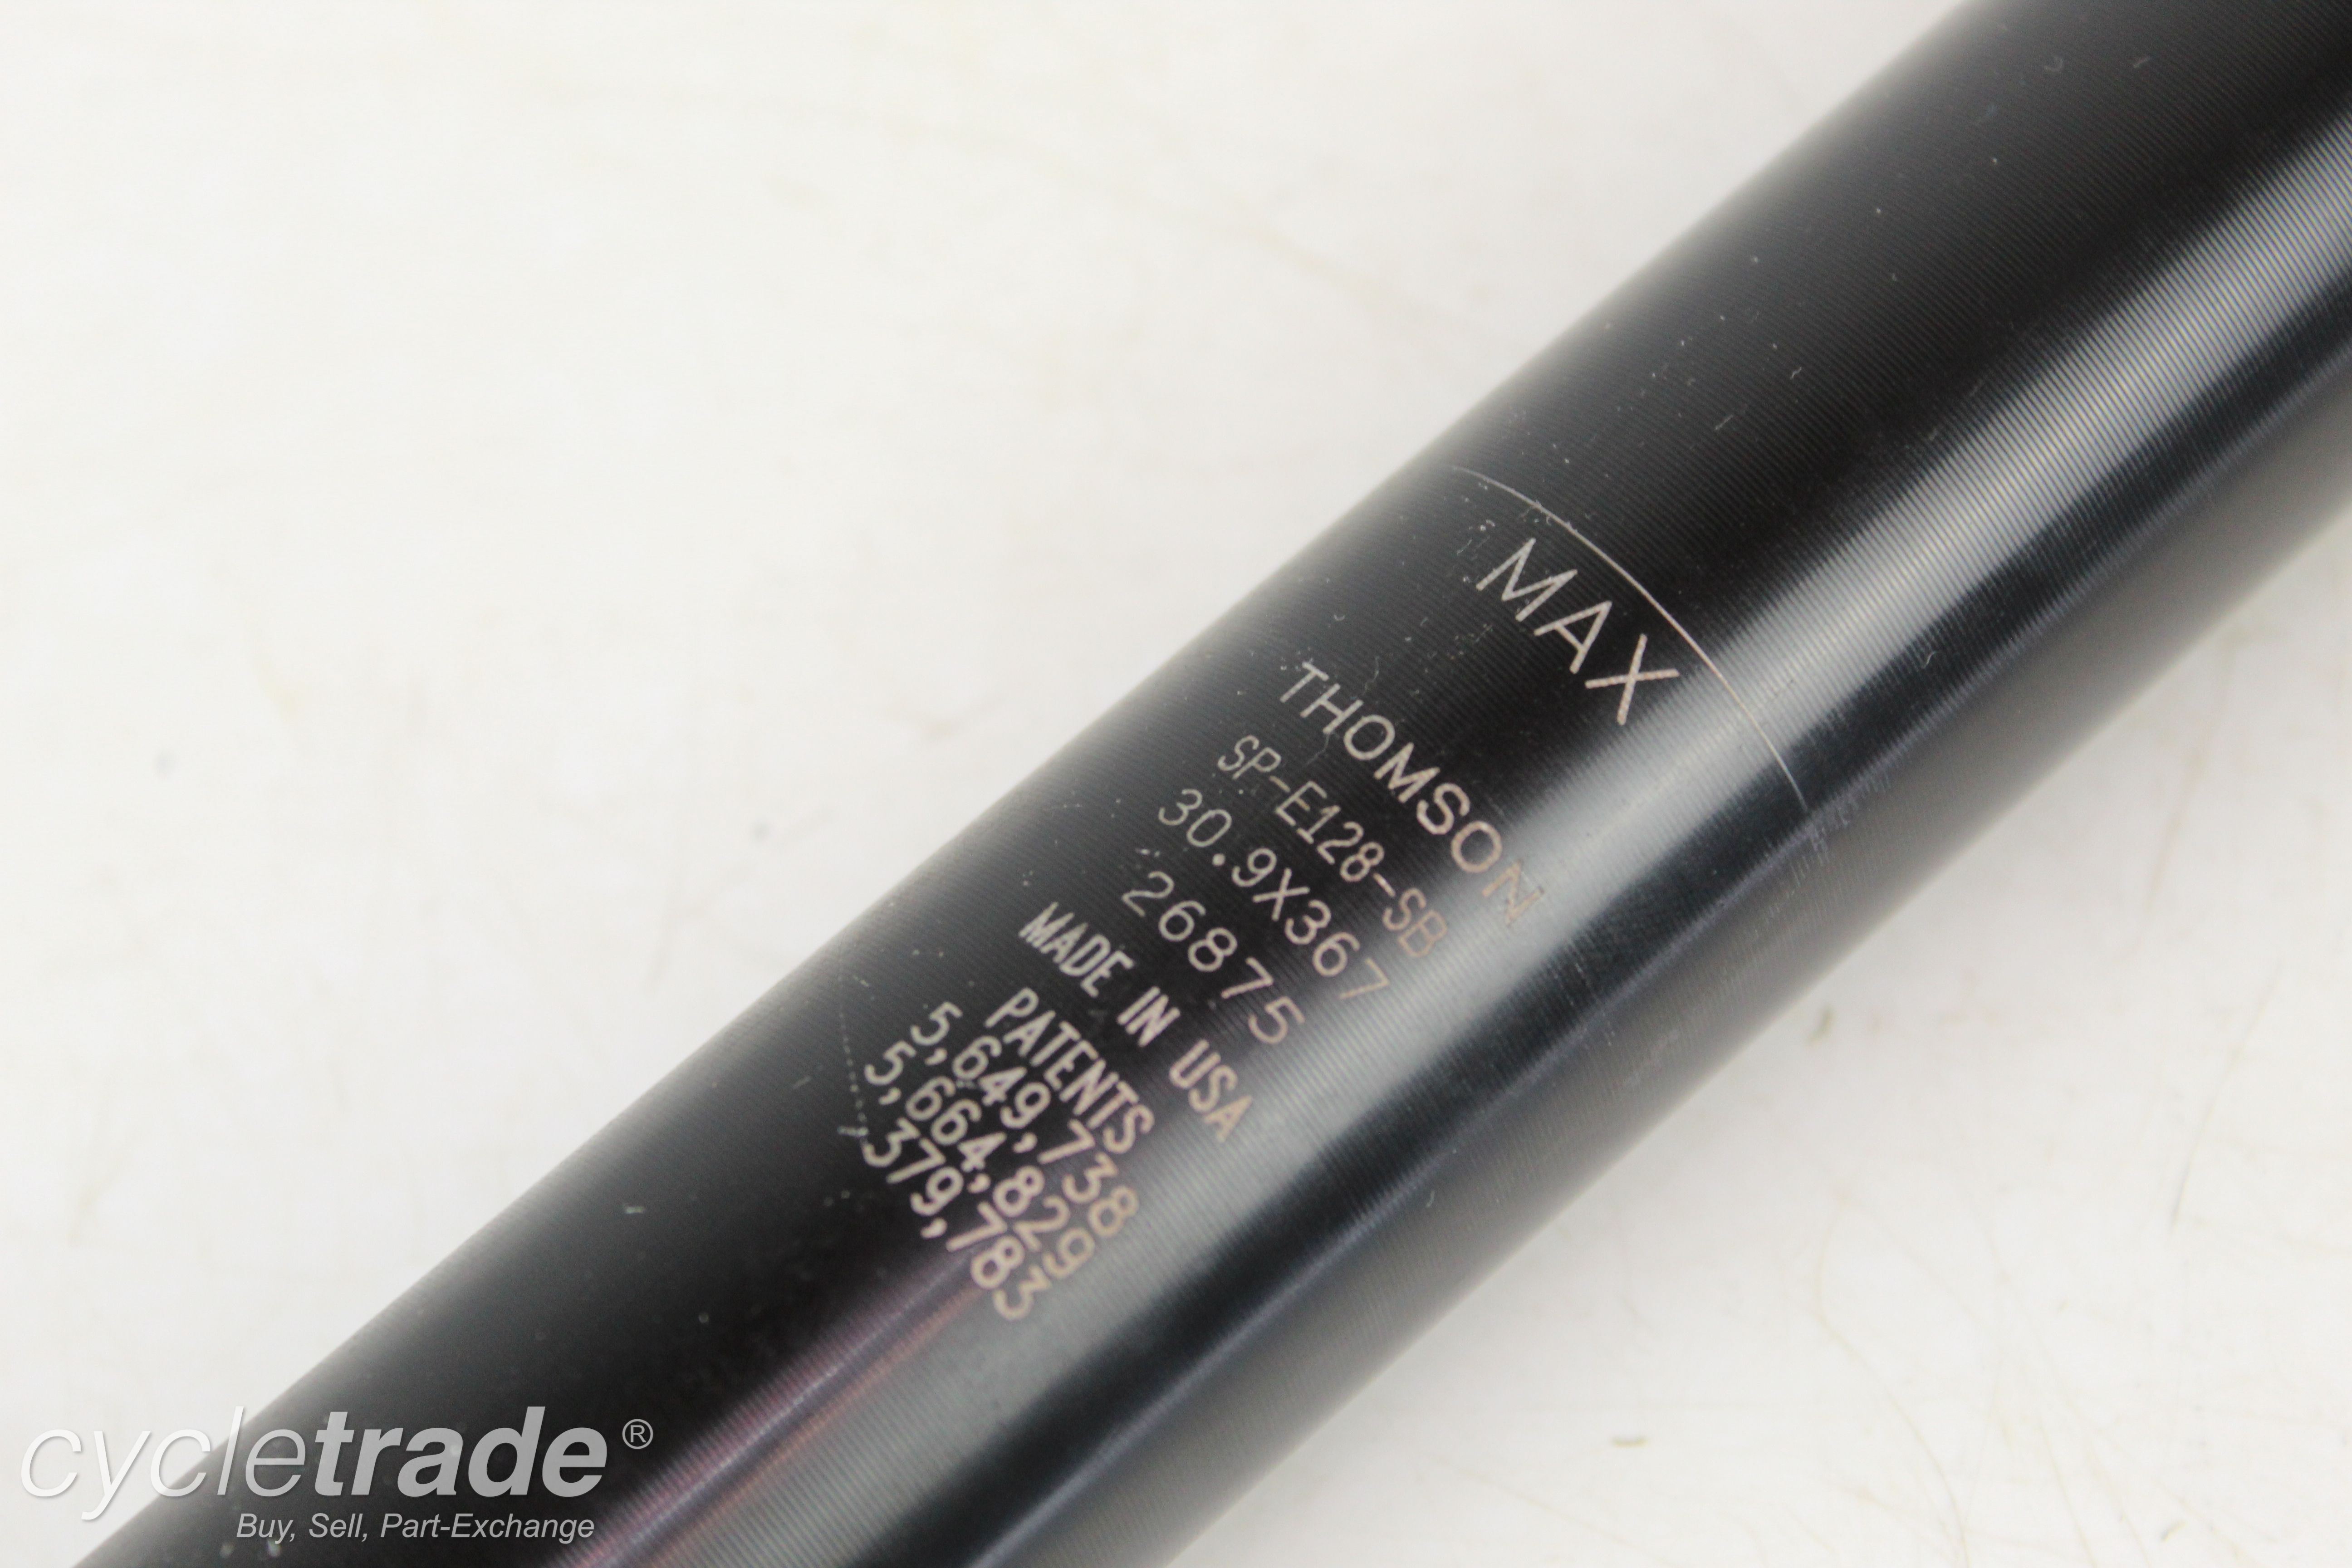 MAX
THOMSON
SP-E128-SB
30.9X367
26875
MADE IN USA
PATENTS
5,649,738
5,664,829
,379,783
cycletrade®
Buy, Sell, Part-Exchange